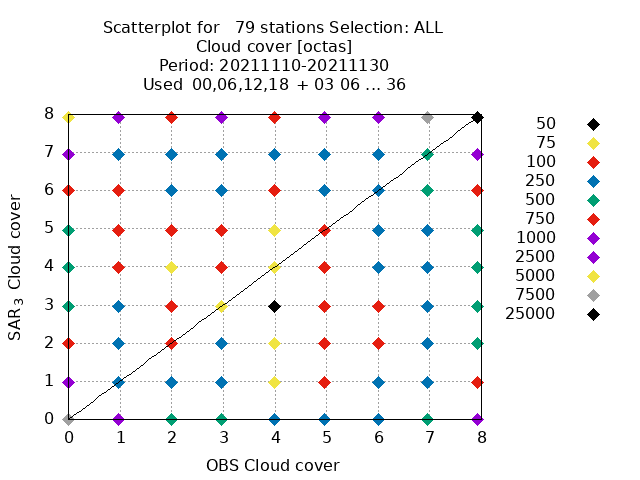 Scatterplot for   79 stations Selection: ALL
Cloud cover [octas]
Period: 20211110-20211130
Used  00,06,12,18  + 03 06 ... 36
8
7
6
5
4
3
2
1
0
SAR3 Cloud cover
0 1 2 3 4 5 6 7 8
OBS Cloud cover
50
75
100
250
500
750
1000
2500
5000
7500
25000